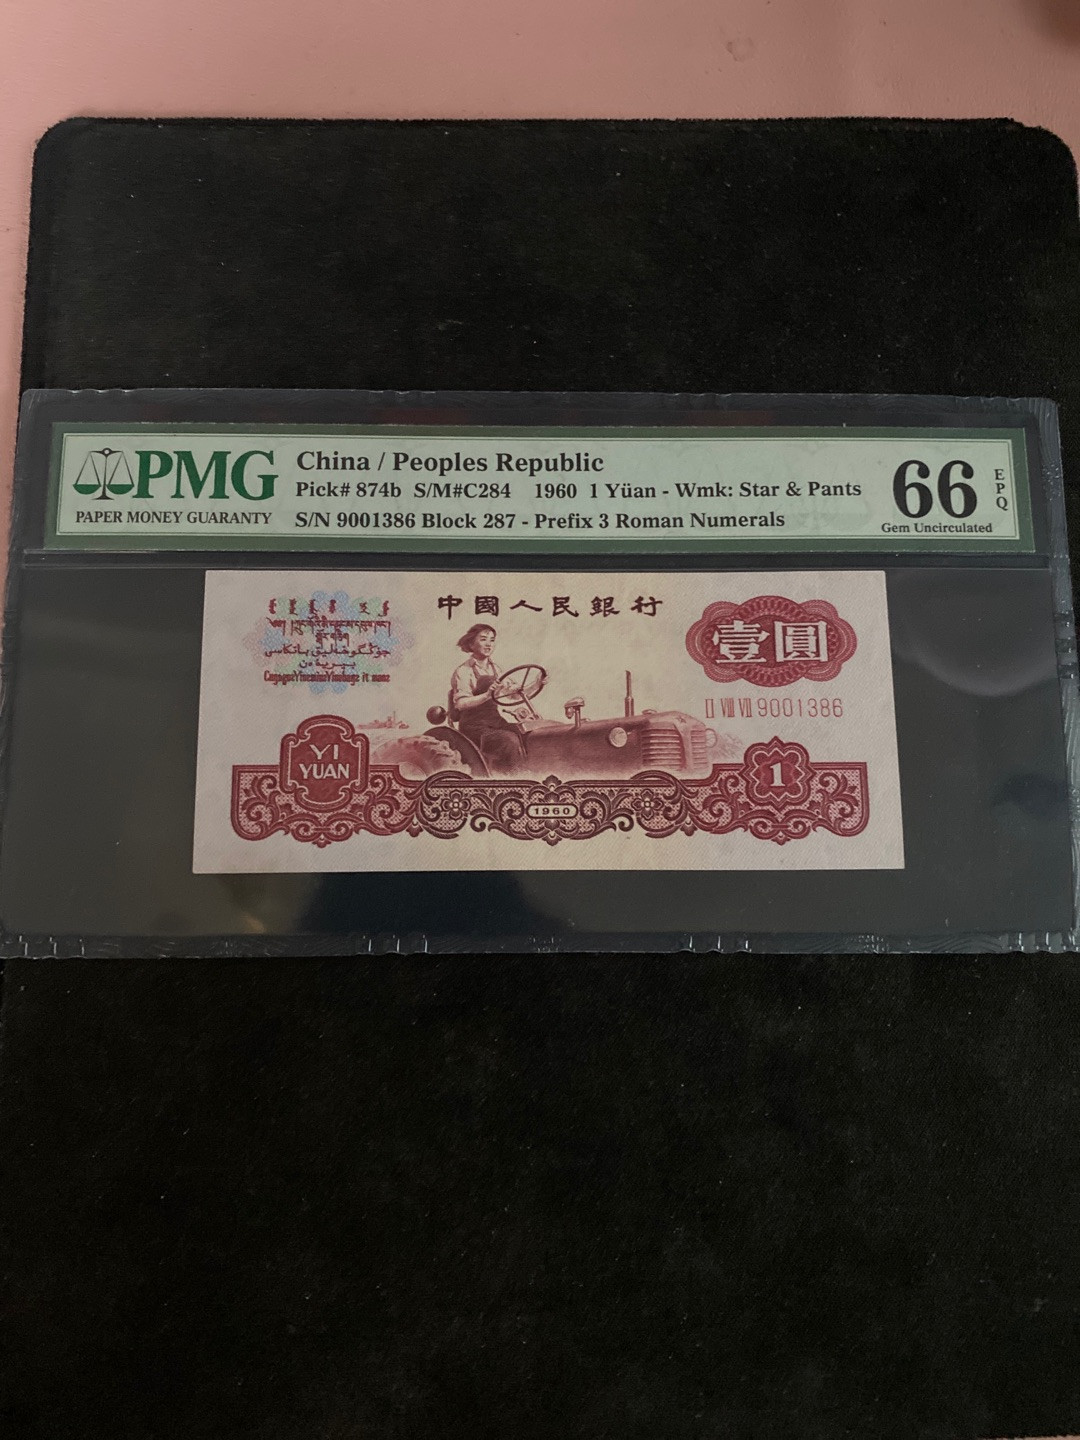 PMG
PAPER MONEY GUARANTY
China / Peoples Republic
Pick# 874b S/M#C284 1960 1 Yüan - Wmk: Star & Pants
S/N 9001386 Block 287 - Prefix 3 Roman Numerals
66
EPQ
Gem Uncirculated
中國人民銀行
壹圓
II VIII VII 9001386
YI
YUAN
1960
1